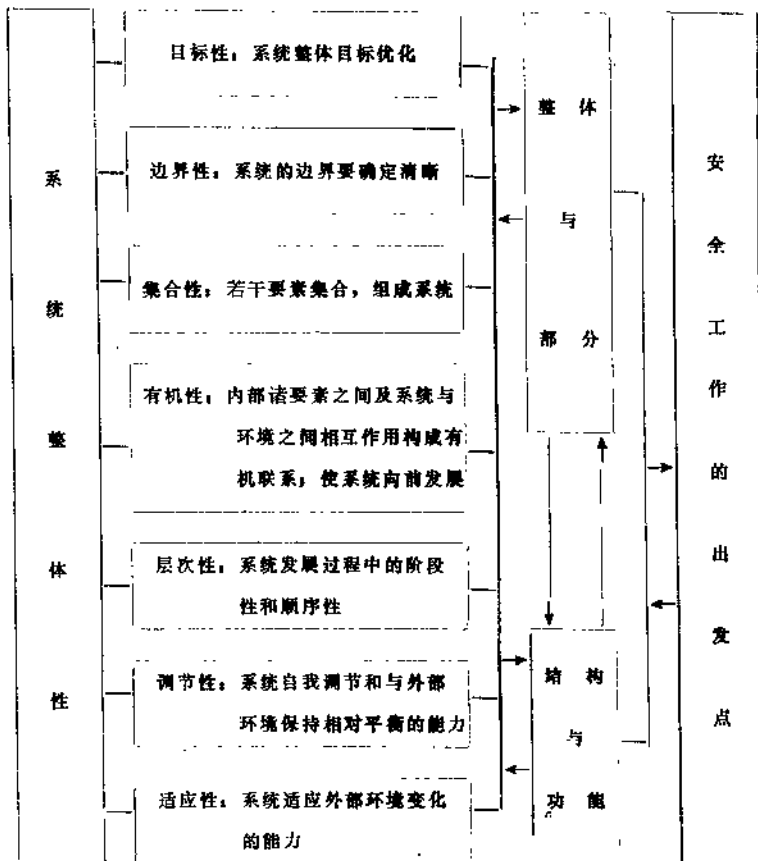 系统整体性
目标性：系统整体目标优化
边界性：系统的边界要确定清晰
集合性：若干要素集合，组成系统
有机性：内部诸要素之间及系统与
环境之间相互作用构成有
机联系；使系统向前发展
层次性：系统发展过程中的阶段
性和顺序性
调节性：系统自我调节和与外部
环境保持相对平衡的能力
适应性：系统适应外部环境变化
的能力
整体
与
部分
结构
与
功能
安全工作的出发点